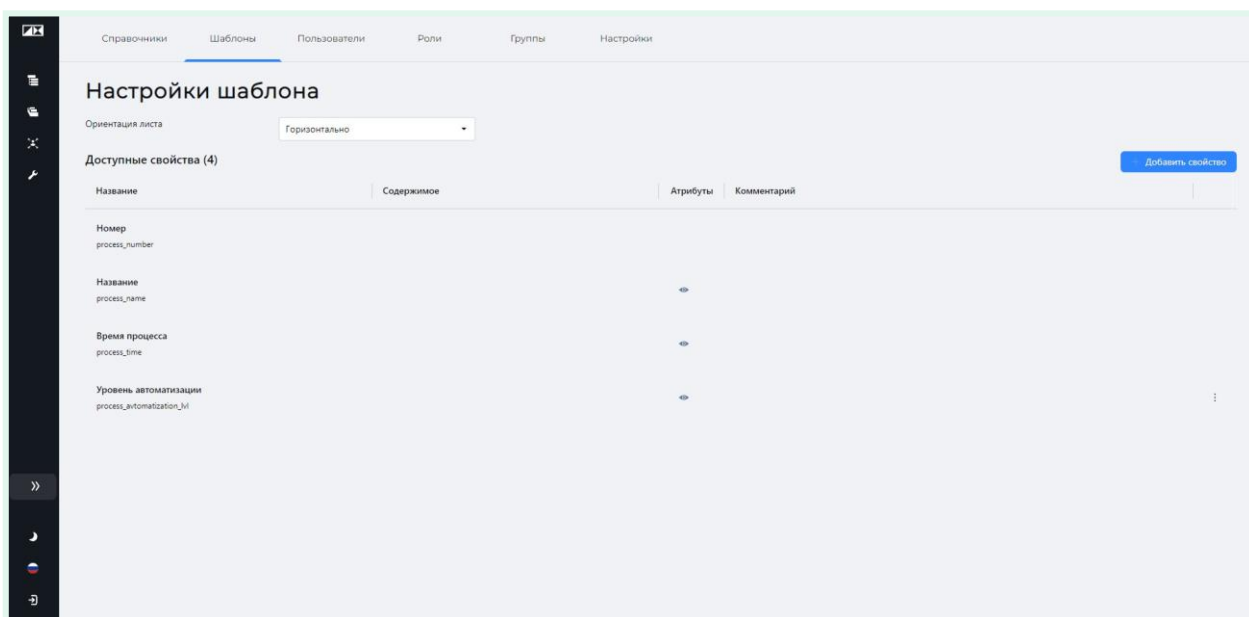 Справочники Шаблоны Пользователи Роли Группы Настройки
Настройки шаблона
Ориентация листа Горизонтально
Доступные свойства (4) + Добавить свойство
Название Содержимое Атрибуты Комментарий
Номер
process_number
Название
process_name
Время процесса
process_time
Уровень автоматизации
process_avtomatization_lvl